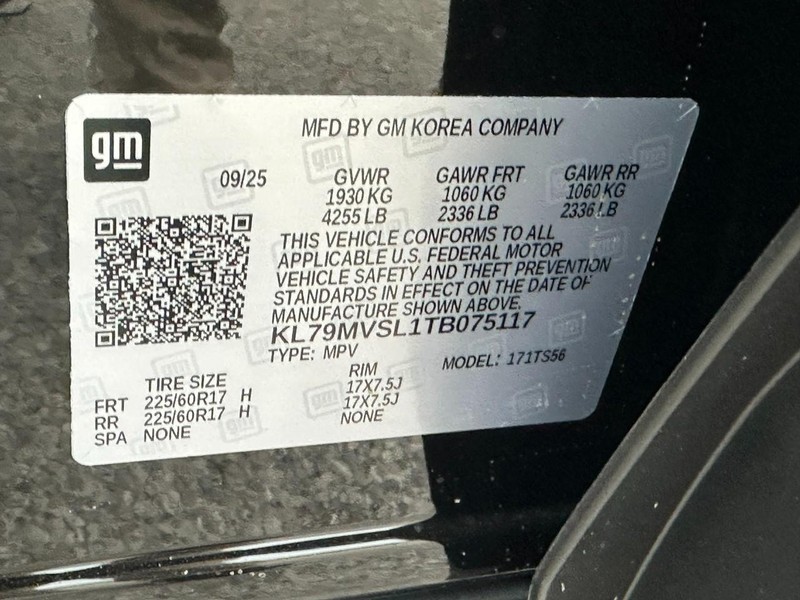 gm
MFD BY GM KOREA COMPANY
09/25 GVWR GAWR FRT GAWR RR
1930 KG 1060 KG 1060 KG
4255 LB 2336 LB 2336 LB
THIS VEHICLE CONFORMS TO ALL
APPLICABLE U.S. FEDERAL MOTOR
VEHICLE SAFETY AND THEFT PREVENTION
STANDARDS IN EFFECT ON THE DATE OF
MANUFACTURE SHOWN ABOVE.
KL79MVSL1TB075117
TYPE: MPV MODEL: 171TS56
TIRE SIZE RIM
FRT 225/60R17 H 17X7.5J
RR 225/60R17 H 17X7.5J
SPA NONE NONE